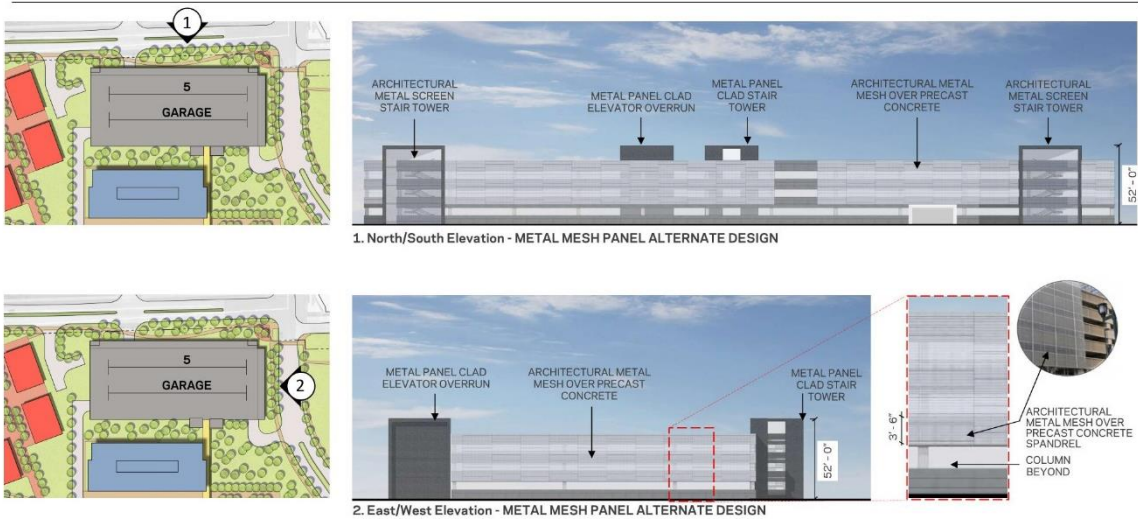 1
5
GARAGE
ARCHITECTURAL
METAL SCREEN
STAIR TOWER
METAL PANEL CLAD
ELEVATOR OVERRUN
METAL PANEL
CLAD STAIR
TOWER
ARCHITECTURAL METAL
MESH OVER PRECAST
CONCRETE
ARCHITECTURAL
METAL SCREEN
STAIR TOWER
52' - 0"
1. North/South Elevation - METAL MESH PANEL ALTERNATE DESIGN
5
GARAGE
2
METAL PANEL CLAD
ELEVATOR OVERRUN
ARCHITECTURAL METAL
MESH OVER PRECAST
CONCRETE
METAL PANEL
CLAD STAIR
TOWER
52' - 0"
3' - 6"
ARCHITECTURAL
METAL MESH OVER
PRECAST CONCRETE
SPANDREL
COLUMN
BEYOND
2. East/West Elevation - METAL MESH PANEL ALTERNATE DESIGN